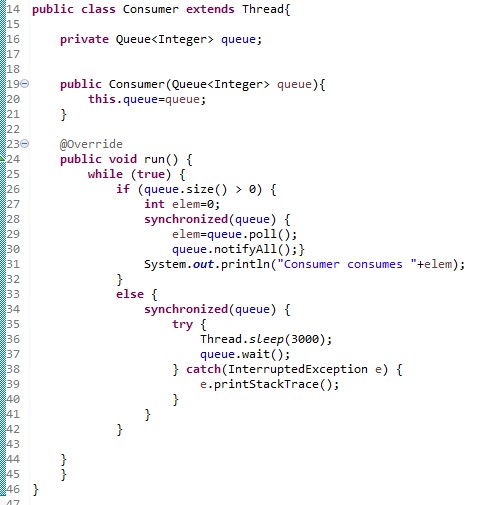 14 public class Consumer extends Thread{
15
16     private Queue<Integer> queue;
17
18
19     public Consumer(Queue<Integer> queue){
20         this.queue=queue;
21     }
22
23     @Override
24     public void run() {
25         while (true) {
26             if (queue.size() > 0) {
27                 int elem=0;
28                 synchronized(queue) {
29                     elem=queue.poll();
30                     queue.notifyAll();}
31                 System.out.println("Consumer consumes "+elem);
32             }
33             else {
34                 synchronized(queue) {
35                     try {
36                         Thread.sleep(3000);
37                         queue.wait();
38                     } catch(InterruptedException e) {
39                         e.printStackTrace();
40                     }
41                 }
42             }
43
44     }
45     }
46 }
47